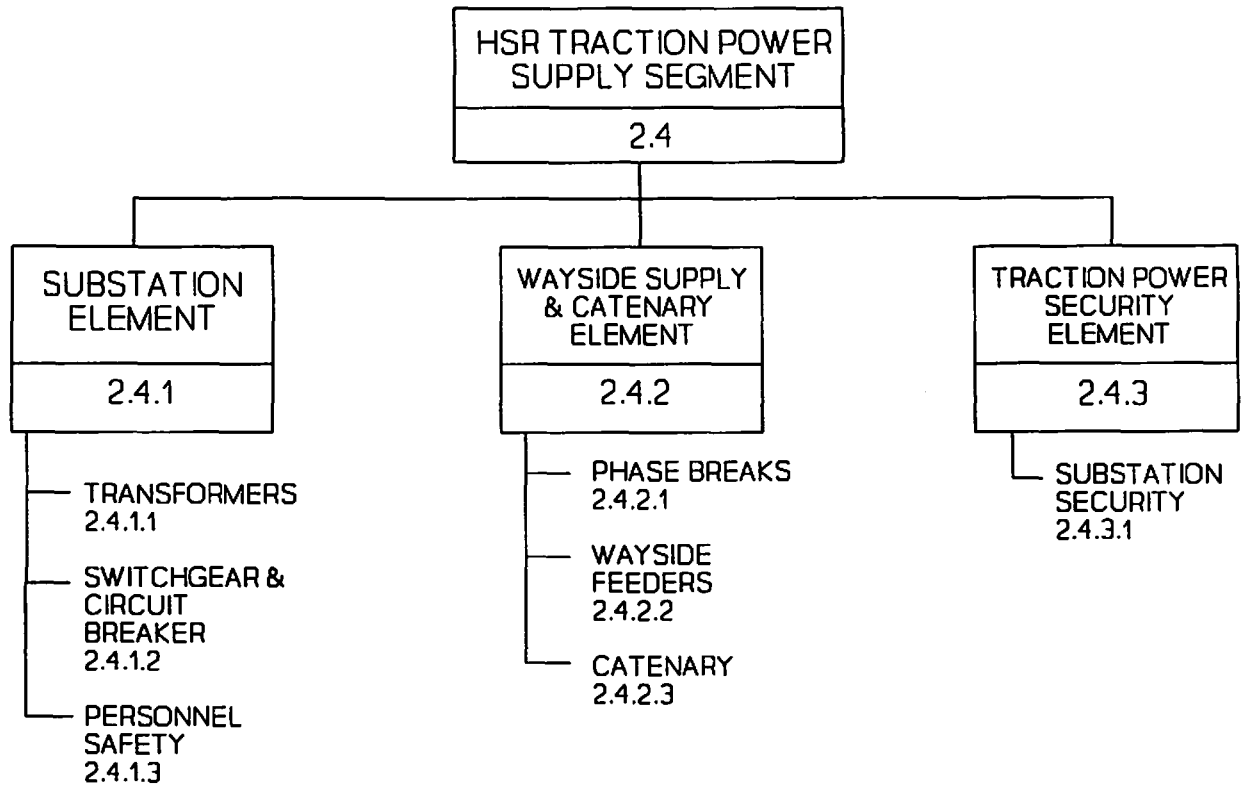 HSR TRACTION POWER
SUPPLY SEGMENT
2.4
SUBSTATION
ELEMENT
2.4.1
TRANSFORMERS
2.4.1.1
SWITCHGEAR &
CIRCUIT
BREAKER
2.4.1.2
PERSONNEL
SAFETY
2.4.1.3
WAYSIDE SUPPLY
& CATENARY
ELEMENT
2.4.2
PHASE BREAKS
2.4.2.1
WAYSIDE
FEEDERS
2.4.2.2
CATENARY
2.4.2.3
TRACTION POWER
SECURITY
ELEMENT
2.4.3
SUBSTATION
SECURITY
2.4.3.1